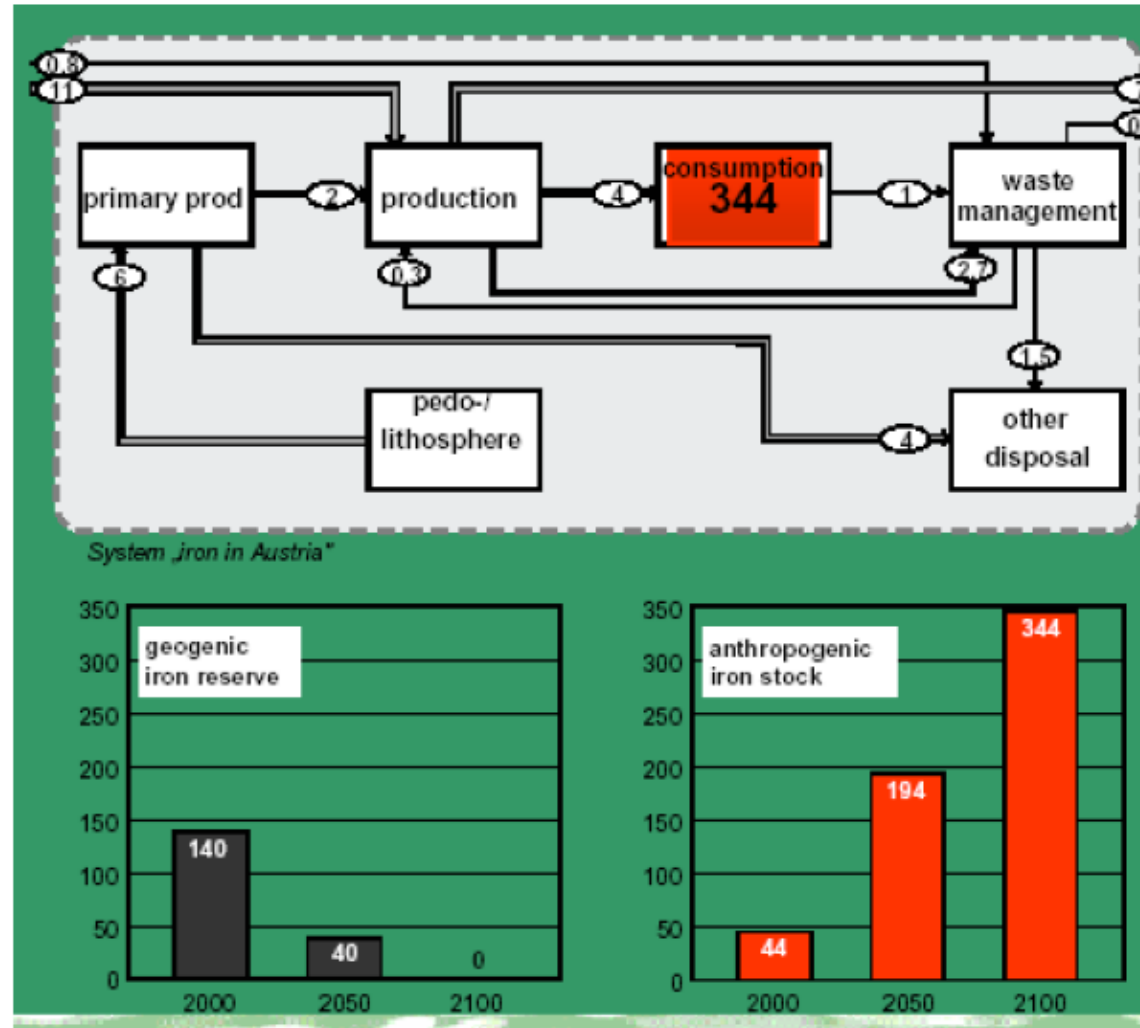 0.8
11
primary prod
2
production
4
consumption
344
1
waste
management
6
0.3
2.7
1.5
pedo-/
lithosphere
4
other
disposal
System „iron in Austria"
350
300
250
200
150
100
50
0
geogenic
iron reserve
140
40
0
2000 2050 2100
350
300
250
200
150
100
50
0
anthropogenic
iron stock
44
194
344
2000 2050 2100